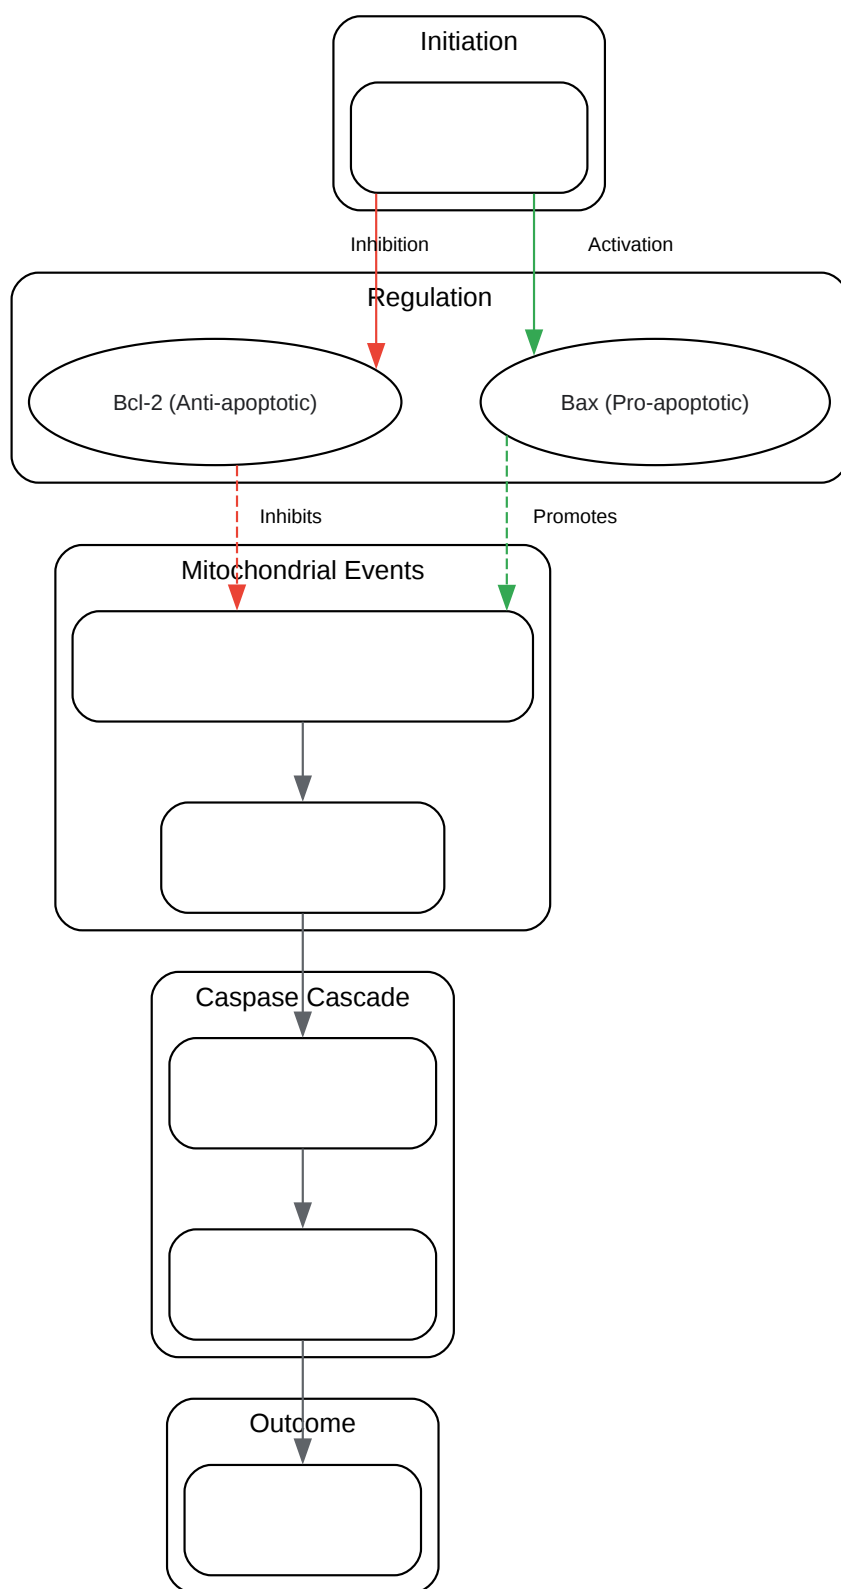 Initiation
Inhibition
Activation
Regulation
Bcl-2 (Anti-apoptotic)
Bax (Pro-apoptotic)
Inhibits
Promotes
Mitochondrial Events
Caspase Cascade
Outcome